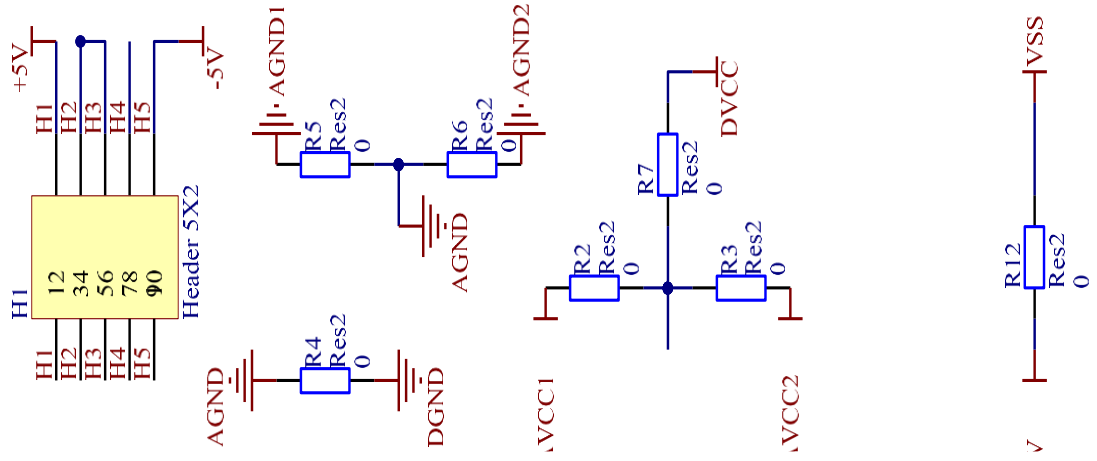 +5V
-5V
H1
H2
H3
H4
H5
12
34
56
78
90
H1
Header 5X2
H1
H2
H3
H4
H5
AGND1
R5
Res2
0
R6
Res2
0
AGND2
AGND
AGND
R4
Res2
0
DGND
DVCC
R7
Res2
0
R2
Res2
0
R3
Res2
0
AVCC1
AVCC2
VSS
R12
Res2
0